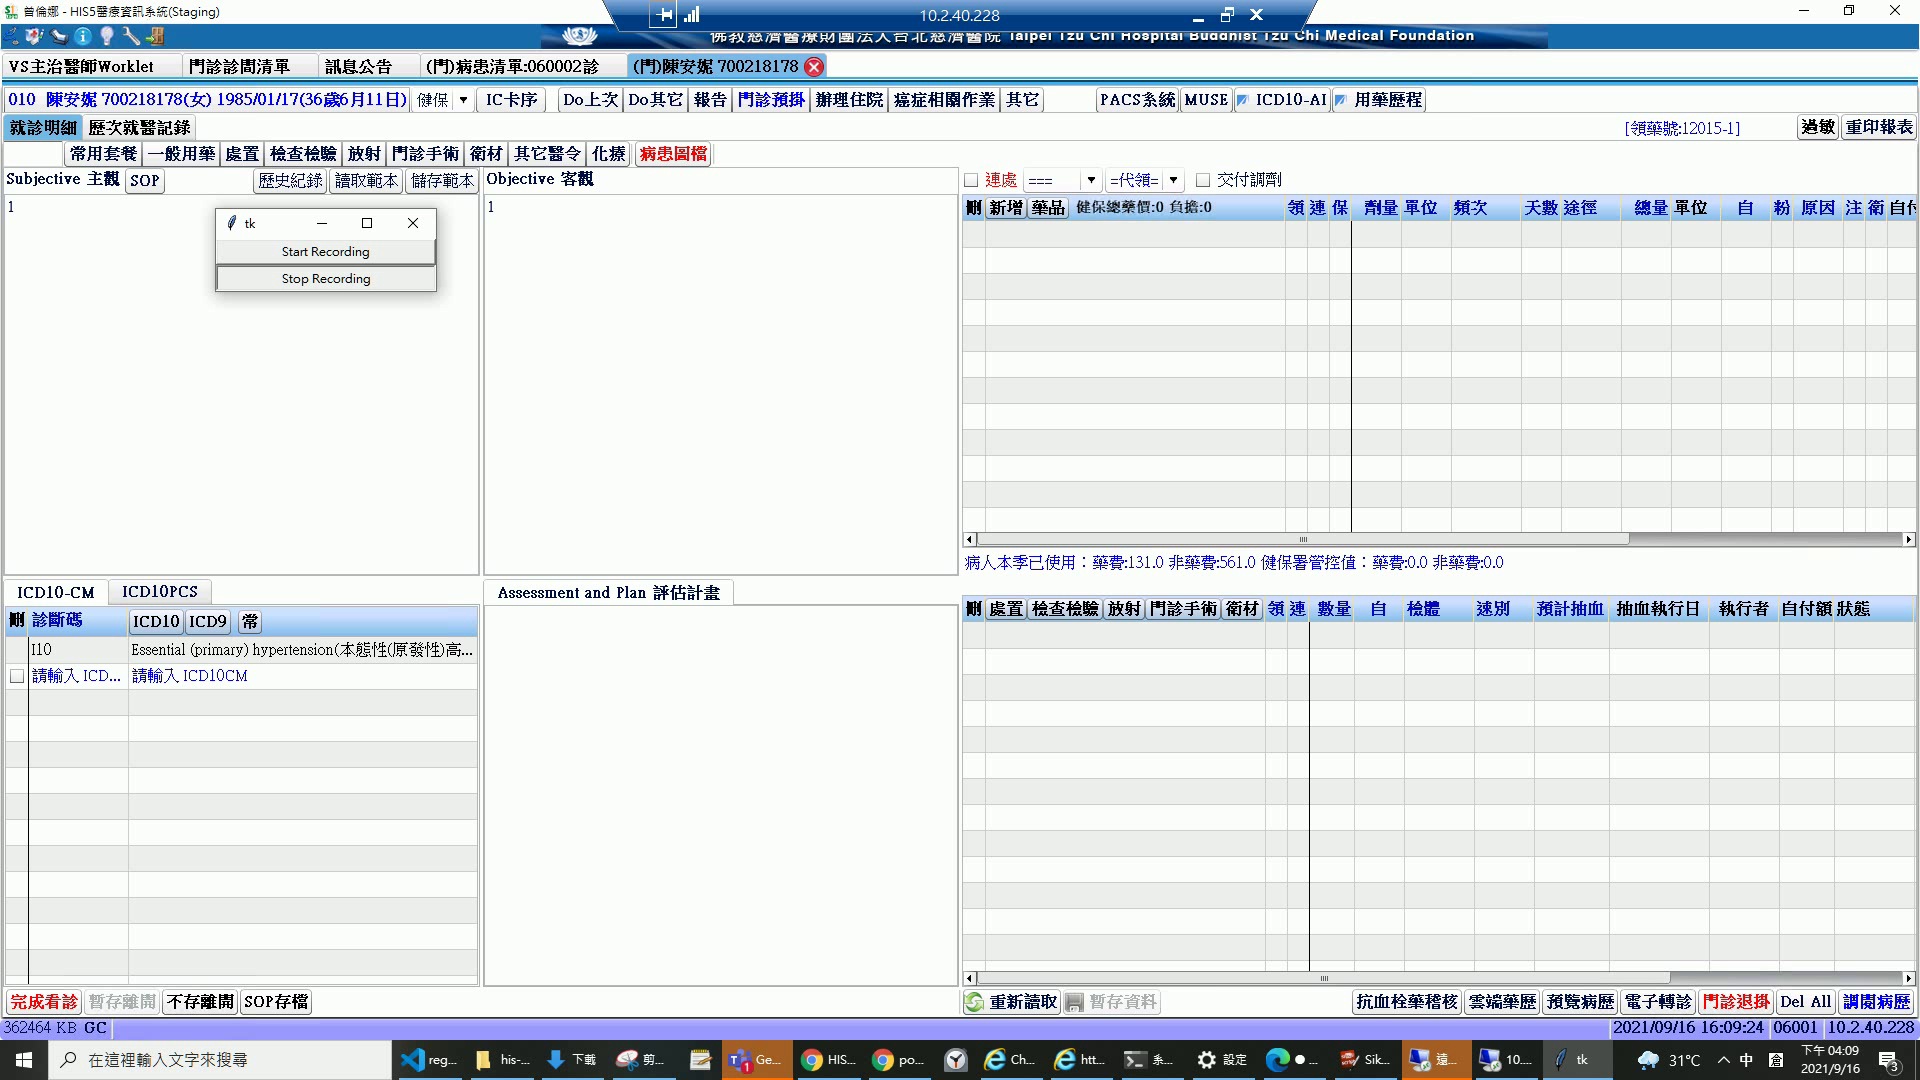 曾倫娜 - HIS5醫療資訊系統(Staging)
10.2.40.228
佛教慈濟醫療財團法人台北慈濟醫院 Taipei Tzu Chi Hospital Buddhist Tzu Chi Medical Foundation
VS主治醫師Worklet 門診診間清單 訊息公告 (門)病患清單:060002診 (門)陳安妮 700218178
010 陳安妮 700218178(女) 1985/01/17(36歲6月11日) 健保 IC卡序 Do上次 Do其它 報告 門診預掛 辦理住院 癌症相關作業 其它 PACS系統 MUSE ICD10-AI 用藥歷程
就診明細 歷次就醫記錄 [領藥號:12015-1] 過敏 重印報表
常用套餐 一般用藥 處置 檢查檢驗 放射 門診手術 衛材 其它醫令 化療 病患圖檔
Subjective 主觀 SOP 歷史紀錄 讀取範本 儲存範本 Objective 客觀 連處 === =代領= 交付調劑
1
tk
Start Recording
Stop Recording
1
刪 新增 藥品 健保總藥價:0 負擔:0 領 連 保 劑量 單位 頻次 天數 途徑 總量 單位 自 粉 原因 注 衛 自付
病人本季已使用：藥費:131.0 非藥費:561.0 健保署管控值：藥費:0.0 非藥費:0.0
ICD10-CM ICD10PCS
刪 診斷碼 ICD10 ICD9 常
I10 Essential (primary) hypertension(本態性(原發性)高...
請輸入 ICD... 請輸入 ICD10CM
Assessment and Plan 評估計畫
刪 處置 檢查檢驗 放射 門診手術 衛材 領 連 數量 自 檢體 速別 預計抽血 抽血執行日 執行者 自付額 狀態
完成看診 暫存離開 不存離開 SOP存檔 重新讀取 暫存資料 抗血栓藥稽核 雲端藥歷 預覽病歷 電子轉診 門診退掛 Del All 調閱病歷
362464 KB GC 2021/09/16 16:09:24 06001 10.2.40.228
在這裡輸入文字來搜尋 reg... his-... 下載 剪... Ge... HIS... po... Ch... htt... 系... 設定 ... Sik... 遠... 10.... tk 31°C 中 倉 下午 04:09
2021/9/16 3